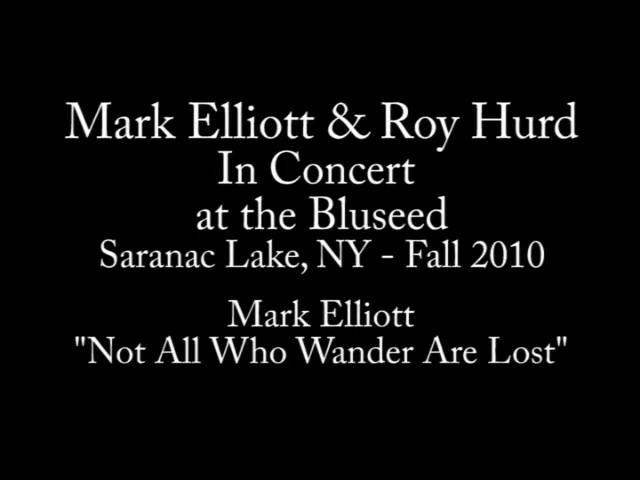 Mark Elliott & Roy Hurd
In Concert
at the Bluseed
Saranac Lake, NY - Fall 2010
Mark Elliott
"Not All Who Wander Are Lost"